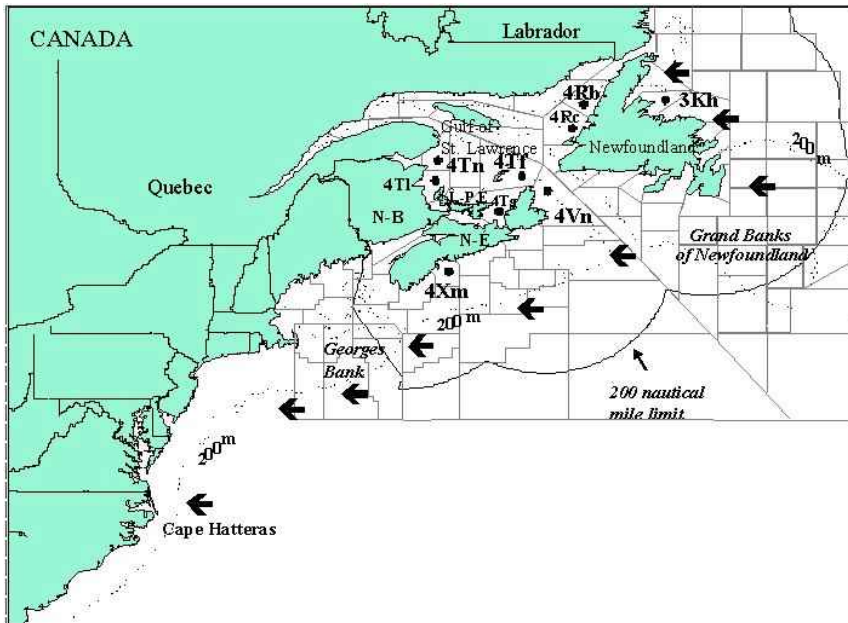 CANADA
Labrador
4Rb
3Kh
4Rc
Gulf of
St. Lawrence
Newfoundland
200 m
4Tn
4Tf
Quebec
4Tl
P.E.
4Tg
4Vn
N-B
N-E
Grand Banks
of Newfoundland
4Xm
200 m
Georges
Bank
200 nautical
mile limit
200 m
Cape Hatteras